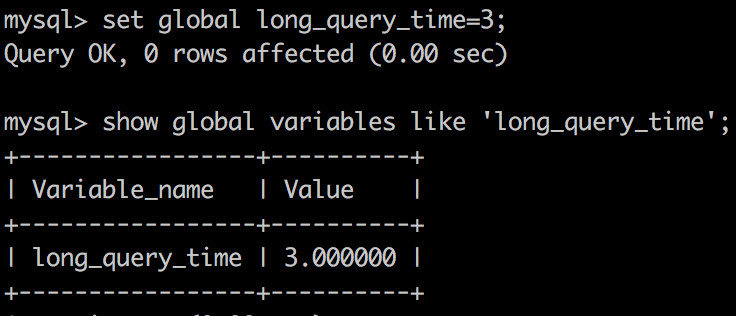 mysql> set global long_query_time=3;
Query OK, 0 rows affected (0.00 sec)
mysql> show global variables like 'long_query_time';
+-----------------+----------+
| Variable_name   | Value    |
+-----------------+----------+
| long_query_time | 3.000000 |
+-----------------+----------+